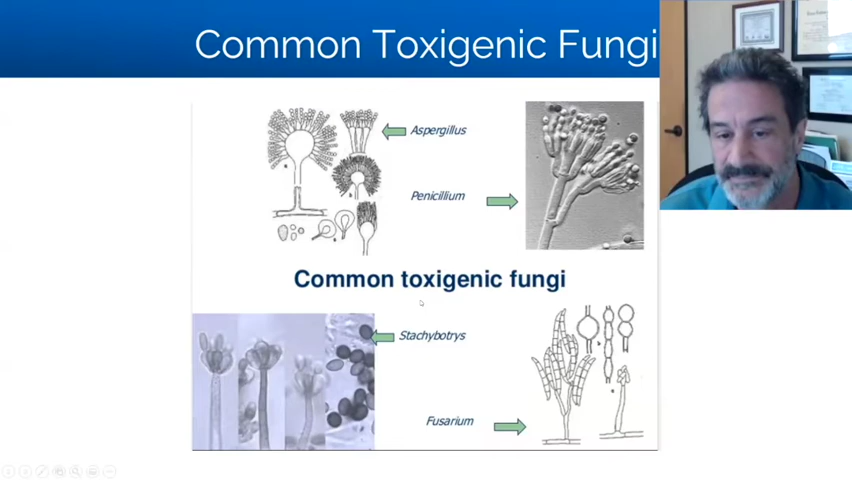 Common Toxigenic Fungi
Aspergillus
Penicillium
Common toxigenic fungi
Stachybotrys
Fusarium